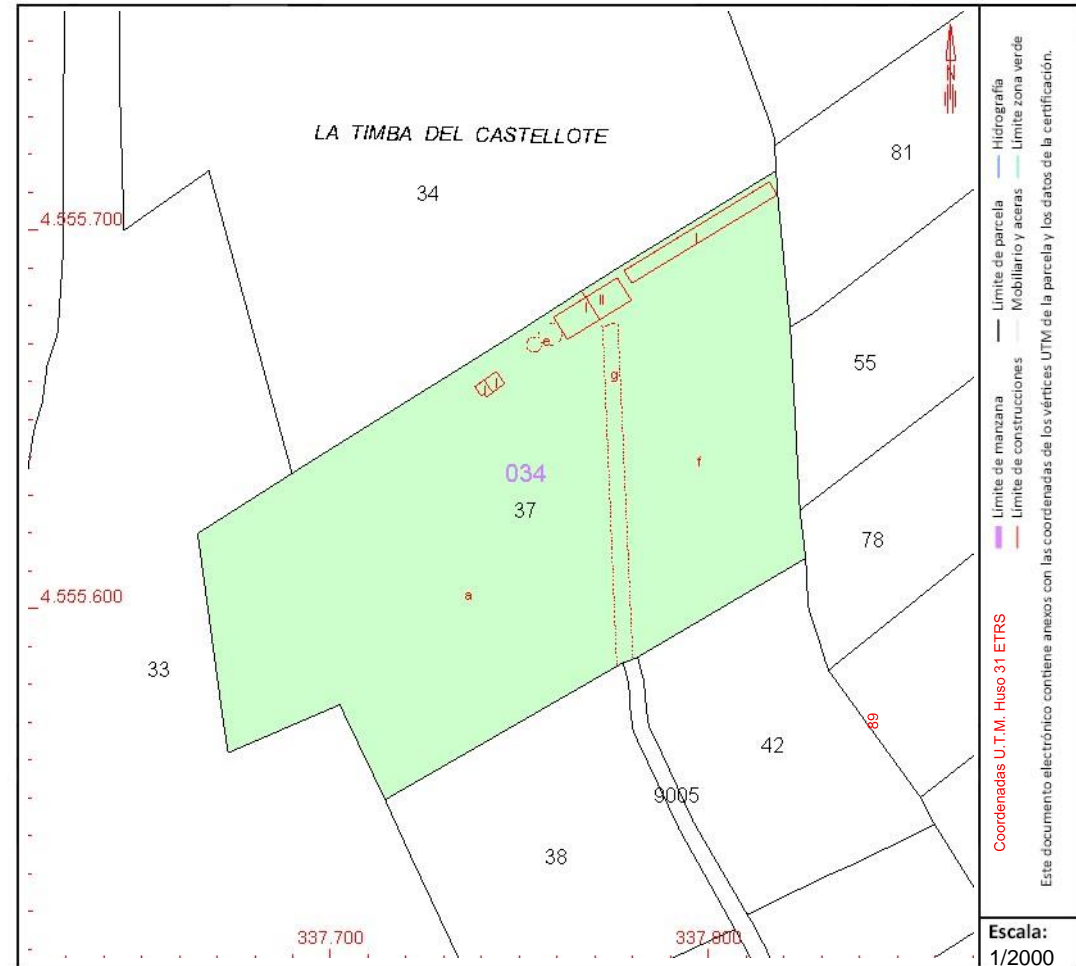 LA TIMBA DEL CASTELLOTE
34
81
4.555.700
I
I
II
e
I
I
g
55
f
034
37
78
4.555.600
a
33
89
42
9005
38
337.700
337.800
N
Límite de manzana
Límite de parcela
Hidrografía
Límite de construcciones
Mobiliario y aceras
Límite zona verde
Coordenadas U.T.M. Huso 31 ETRS
Este documento electrónico contiene anexos con las coordenadas de los vértices UTM de la parcela y los datos de la certificación.
Escala:
1/2000